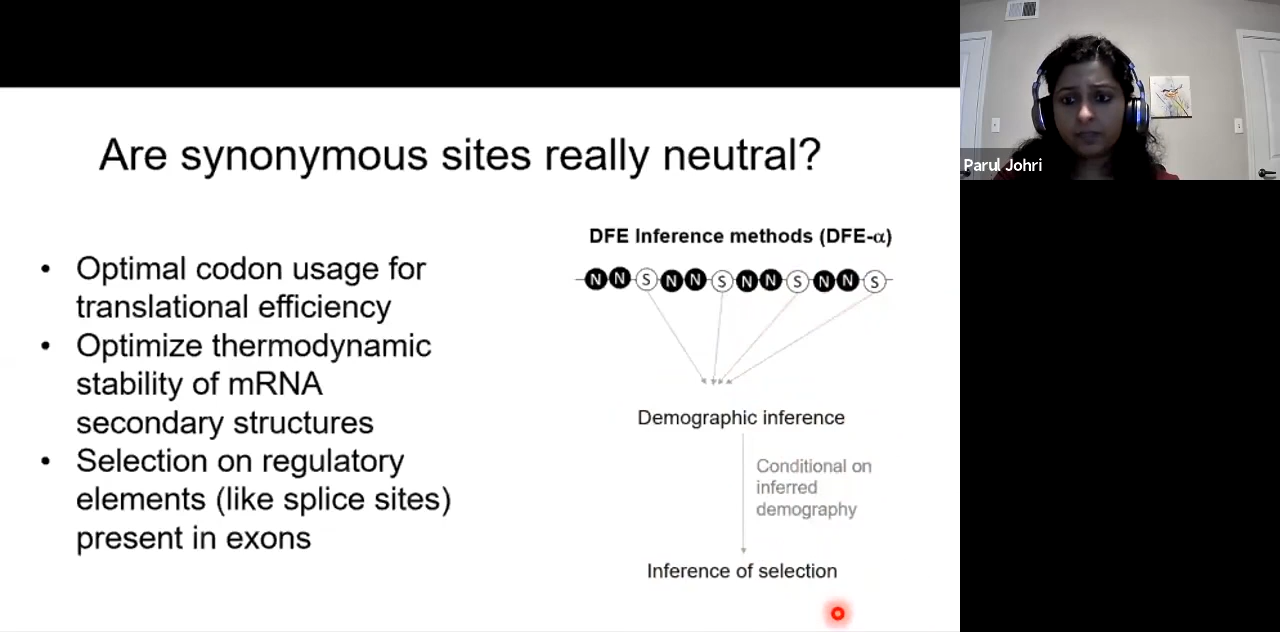 Are synonymous sites really neutral?
• Optimal codon usage for
translational efficiency
• Optimize thermodynamic
stability of mRNA
secondary structures
• Selection on regulatory
elements (like splice sites)
present in exons
DFE Inference methods (DFE-α)
N N S N N S N N S N N S
Demographic inference
Conditional on
inferred
demography
Inference of selection
Parul Johri